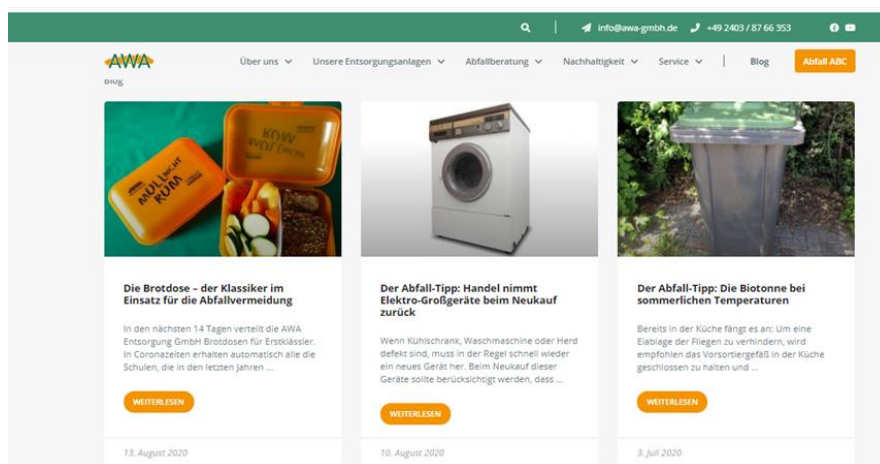 info@awa-gmbh.de +49 2403 / 87 66 353
AWA Über uns Unsere Entsorgungsanlagen Abfallberatung Nachhaltigkeit Service Blog Abfall ABC
Blog
MÜLL NICHT RUM
MÜLL NICHT RUM
Die Brotdose – der Klassiker im
Einsatz für die Abfallvermeidung
In den nächsten 14 Tagen verteilt die AWA
Entsorgung GmbH Brotdosen für Erstklässler.
In Coronazeiten erhalten automatisch alle die
Schulen, die in den letzten Jahren ...
WEITERLESEN
13. August 2020
Der Abfall-Tipp: Handel nimmt
Elektro-Großgeräte beim Neukauf
zurück
Wenn Kühlschrank, Waschmaschine oder Herd
defekt sind, muss in der Regel schnell wieder
ein neues Gerät her. Beim Neukauf dieser
Geräte sollte berücksichtigt werden, dass ...
WEITERLESEN
10. August 2020
Der Abfall-Tipp: Die Biotonne bei
sommerlichen Temperaturen
Bereits in der Küche fängt es an: Um eine
Eiablage der Fliegen zu verhindern, wird
empfohlen das Vorsortiergefäß in der Küche
geschlossen zu halten und ...
WEITERLESEN
3. Juli 2020